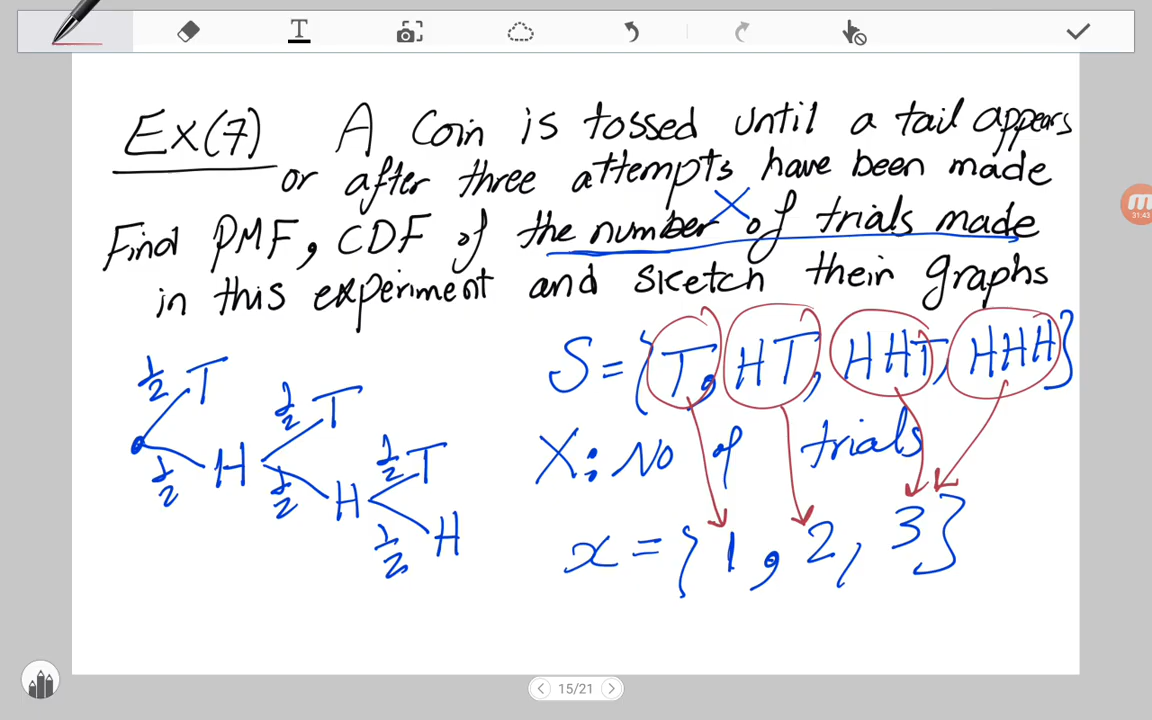 T
31:43
Ex(7) A Coin is tossed until a tail appears
or after three attempts have been made
X
Find PMF, CDF of the number of trials made
in this experiment and sketch their graphs
S = {T, HT, HHT, HHH}
1/2 T
1/2 T
1/2 H
1/2 T
1/2 H
1/2 H
X: No of trials
x = {1, 2, 3}
15/21